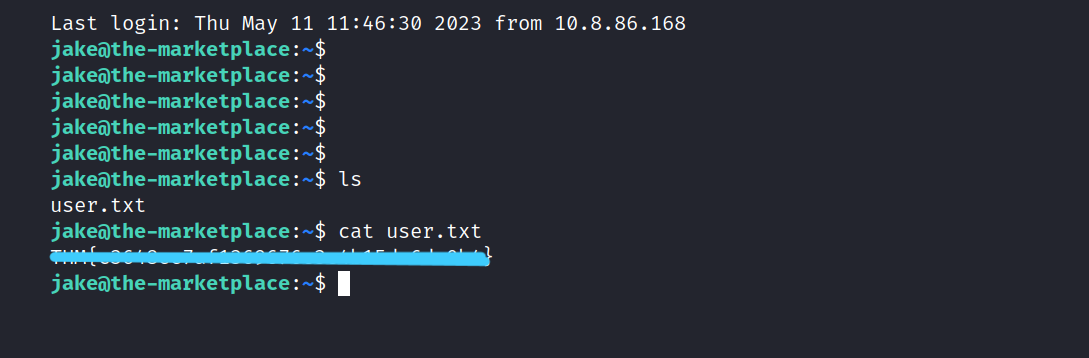 Last login: Thu May 11 11:46:30 2023 from 10.8.86.168
jake@the-marketplace:~$
jake@the-marketplace:~$
jake@the-marketplace:~$
jake@the-marketplace:~$
jake@the-marketplace:~$
jake@the-marketplace:~$ ls
user.txt
jake@the-marketplace:~$ cat user.txt
jake@the-marketplace:~$